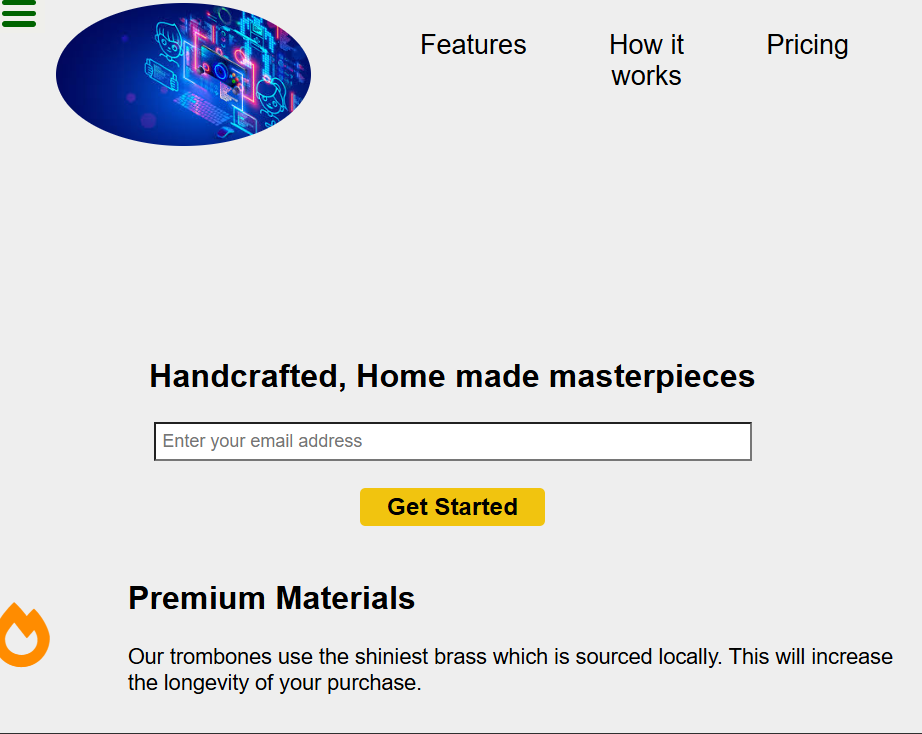 Features
How it
works
Pricing
Handcrafted, Home made masterpieces
Enter your email address
Get Started
Premium Materials
Our trombones use the shiniest brass which is sourced locally. This will increase
the longevity of your purchase.